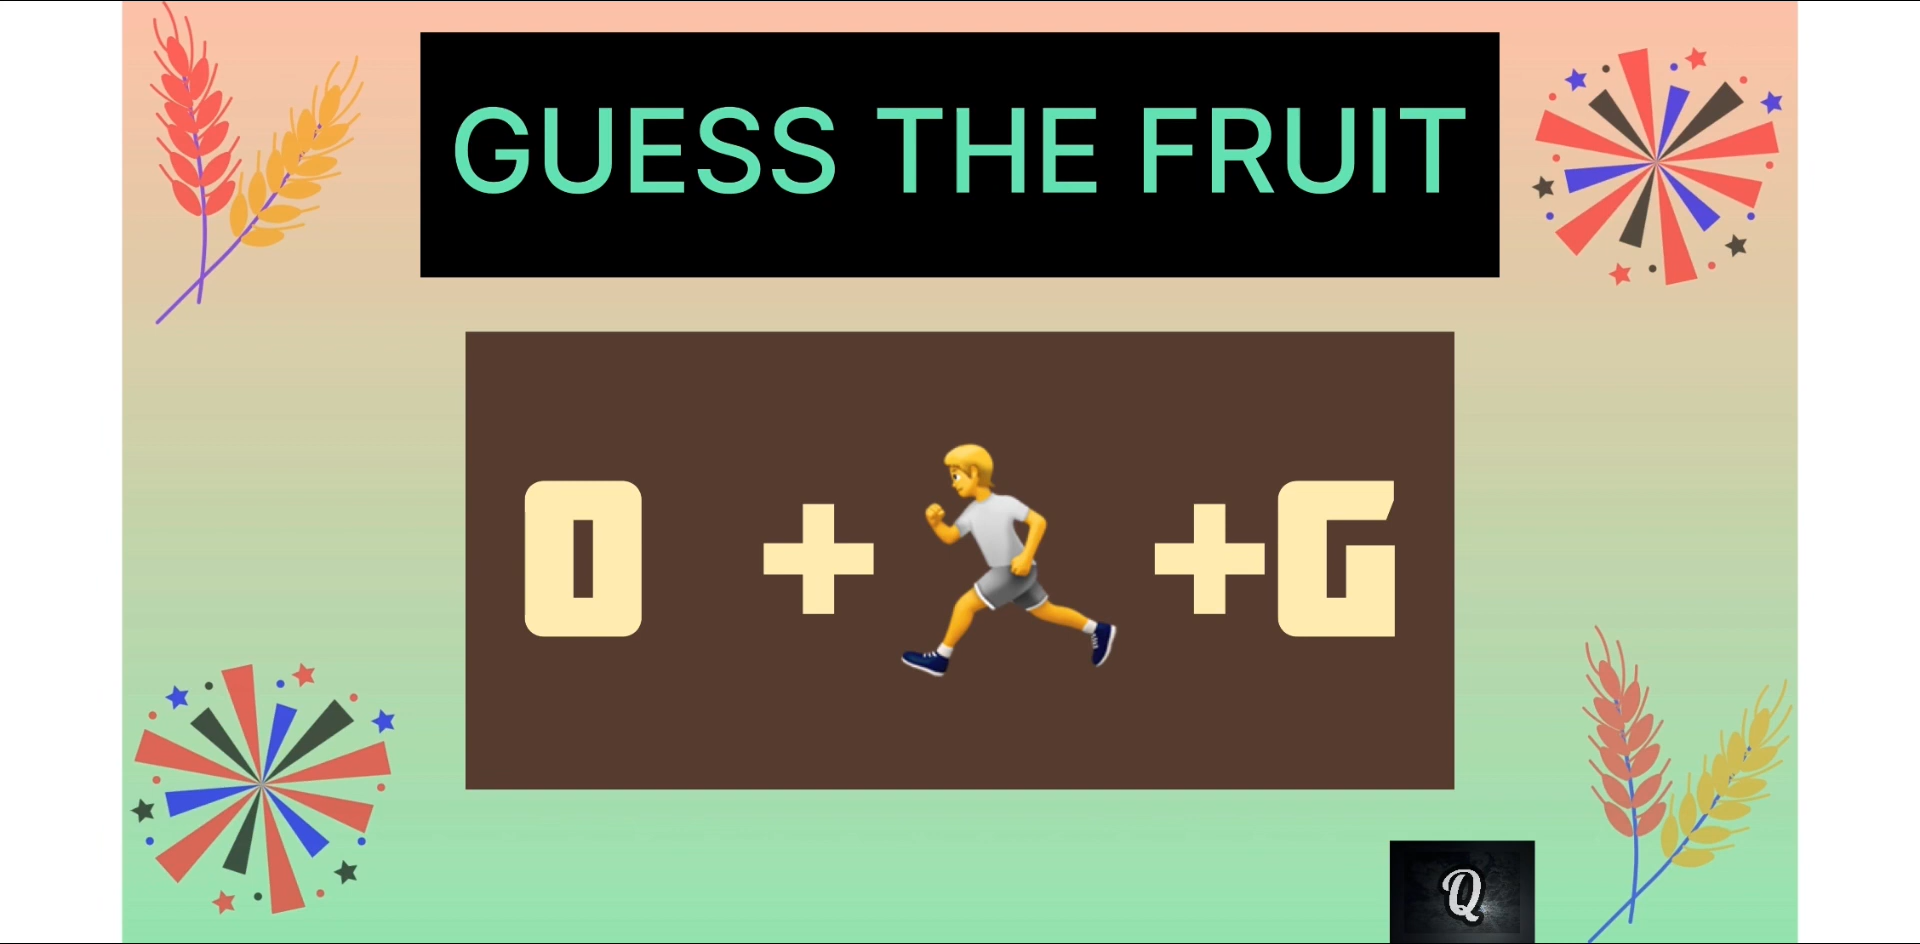 GUESS THE FRUIT
O + +G
Q